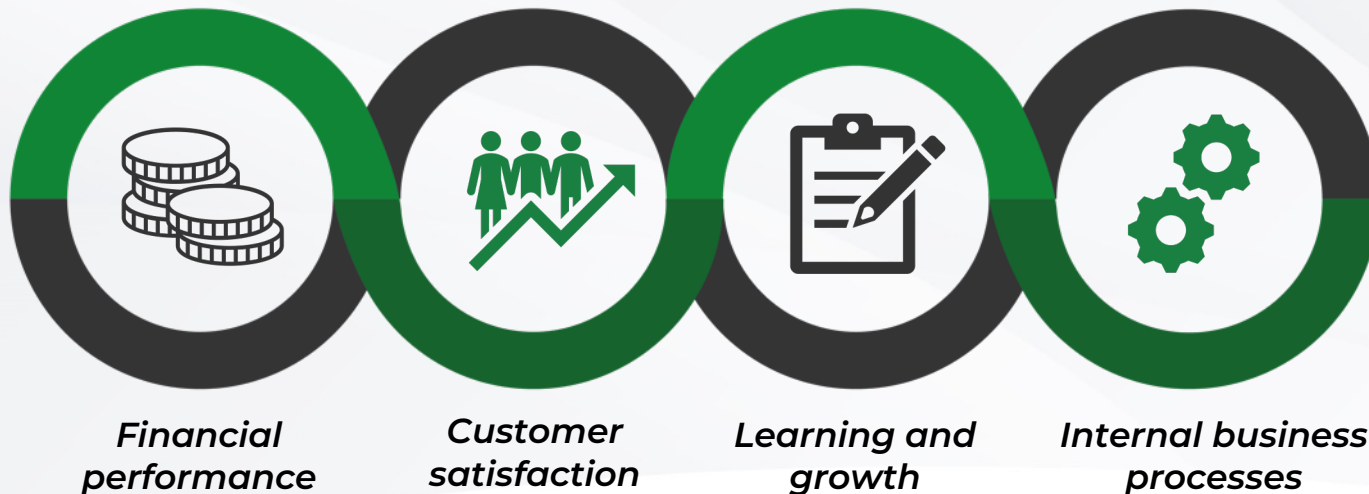 Financial
performance
Customer
satisfaction
Learning and
growth
Internal business
processes